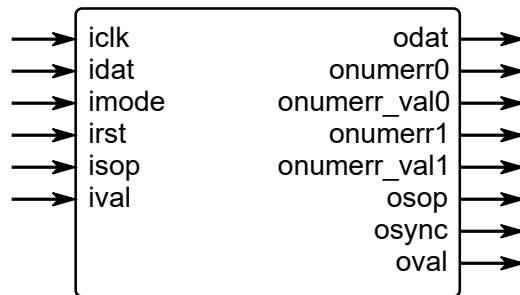 iclk odat
idat onumerr0
imode onumerr_val0
irst onumerr1
isop onumerr_val1
ival osop
osync
oval